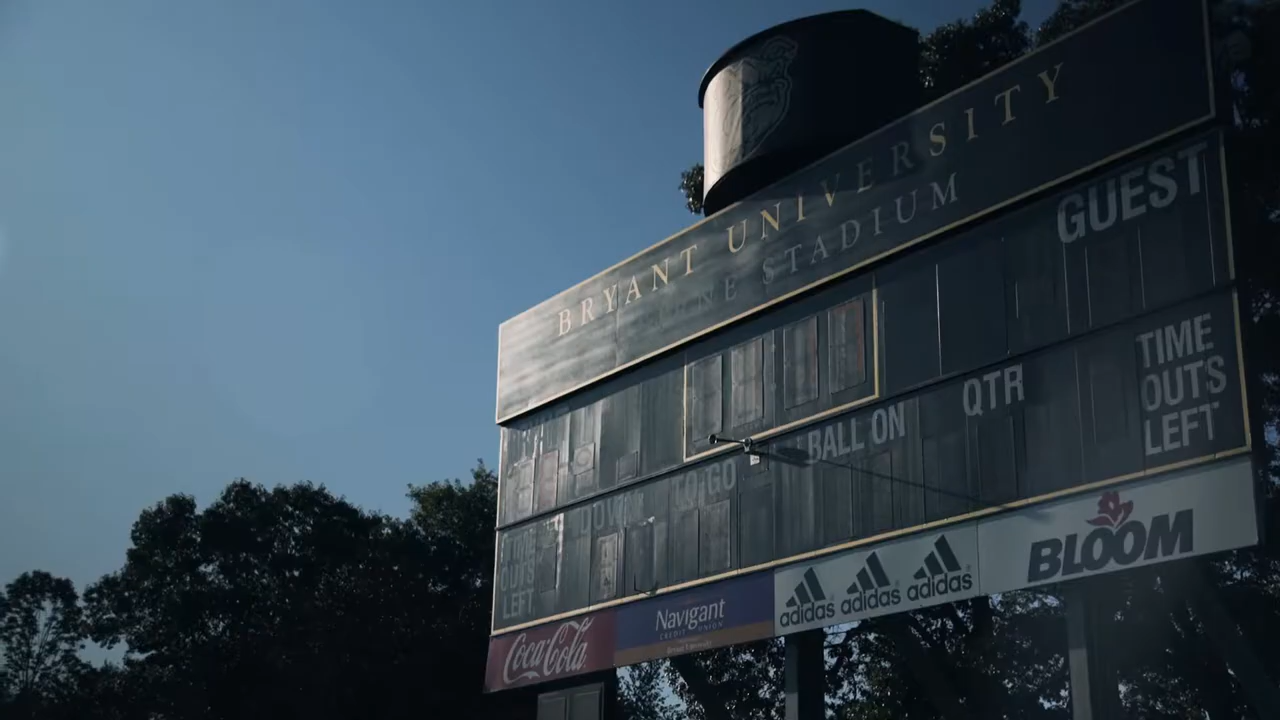 BRYANT UNIVERSITY
STADIUM
GUEST
DOWN
TO GO
BALL ON
QTR
TIME
OUTS
LEFT
TIME
OUTS
LEFT
Coca-Cola
Navigant
CREDIT UNION
adidas adidas adidas
BLOOM